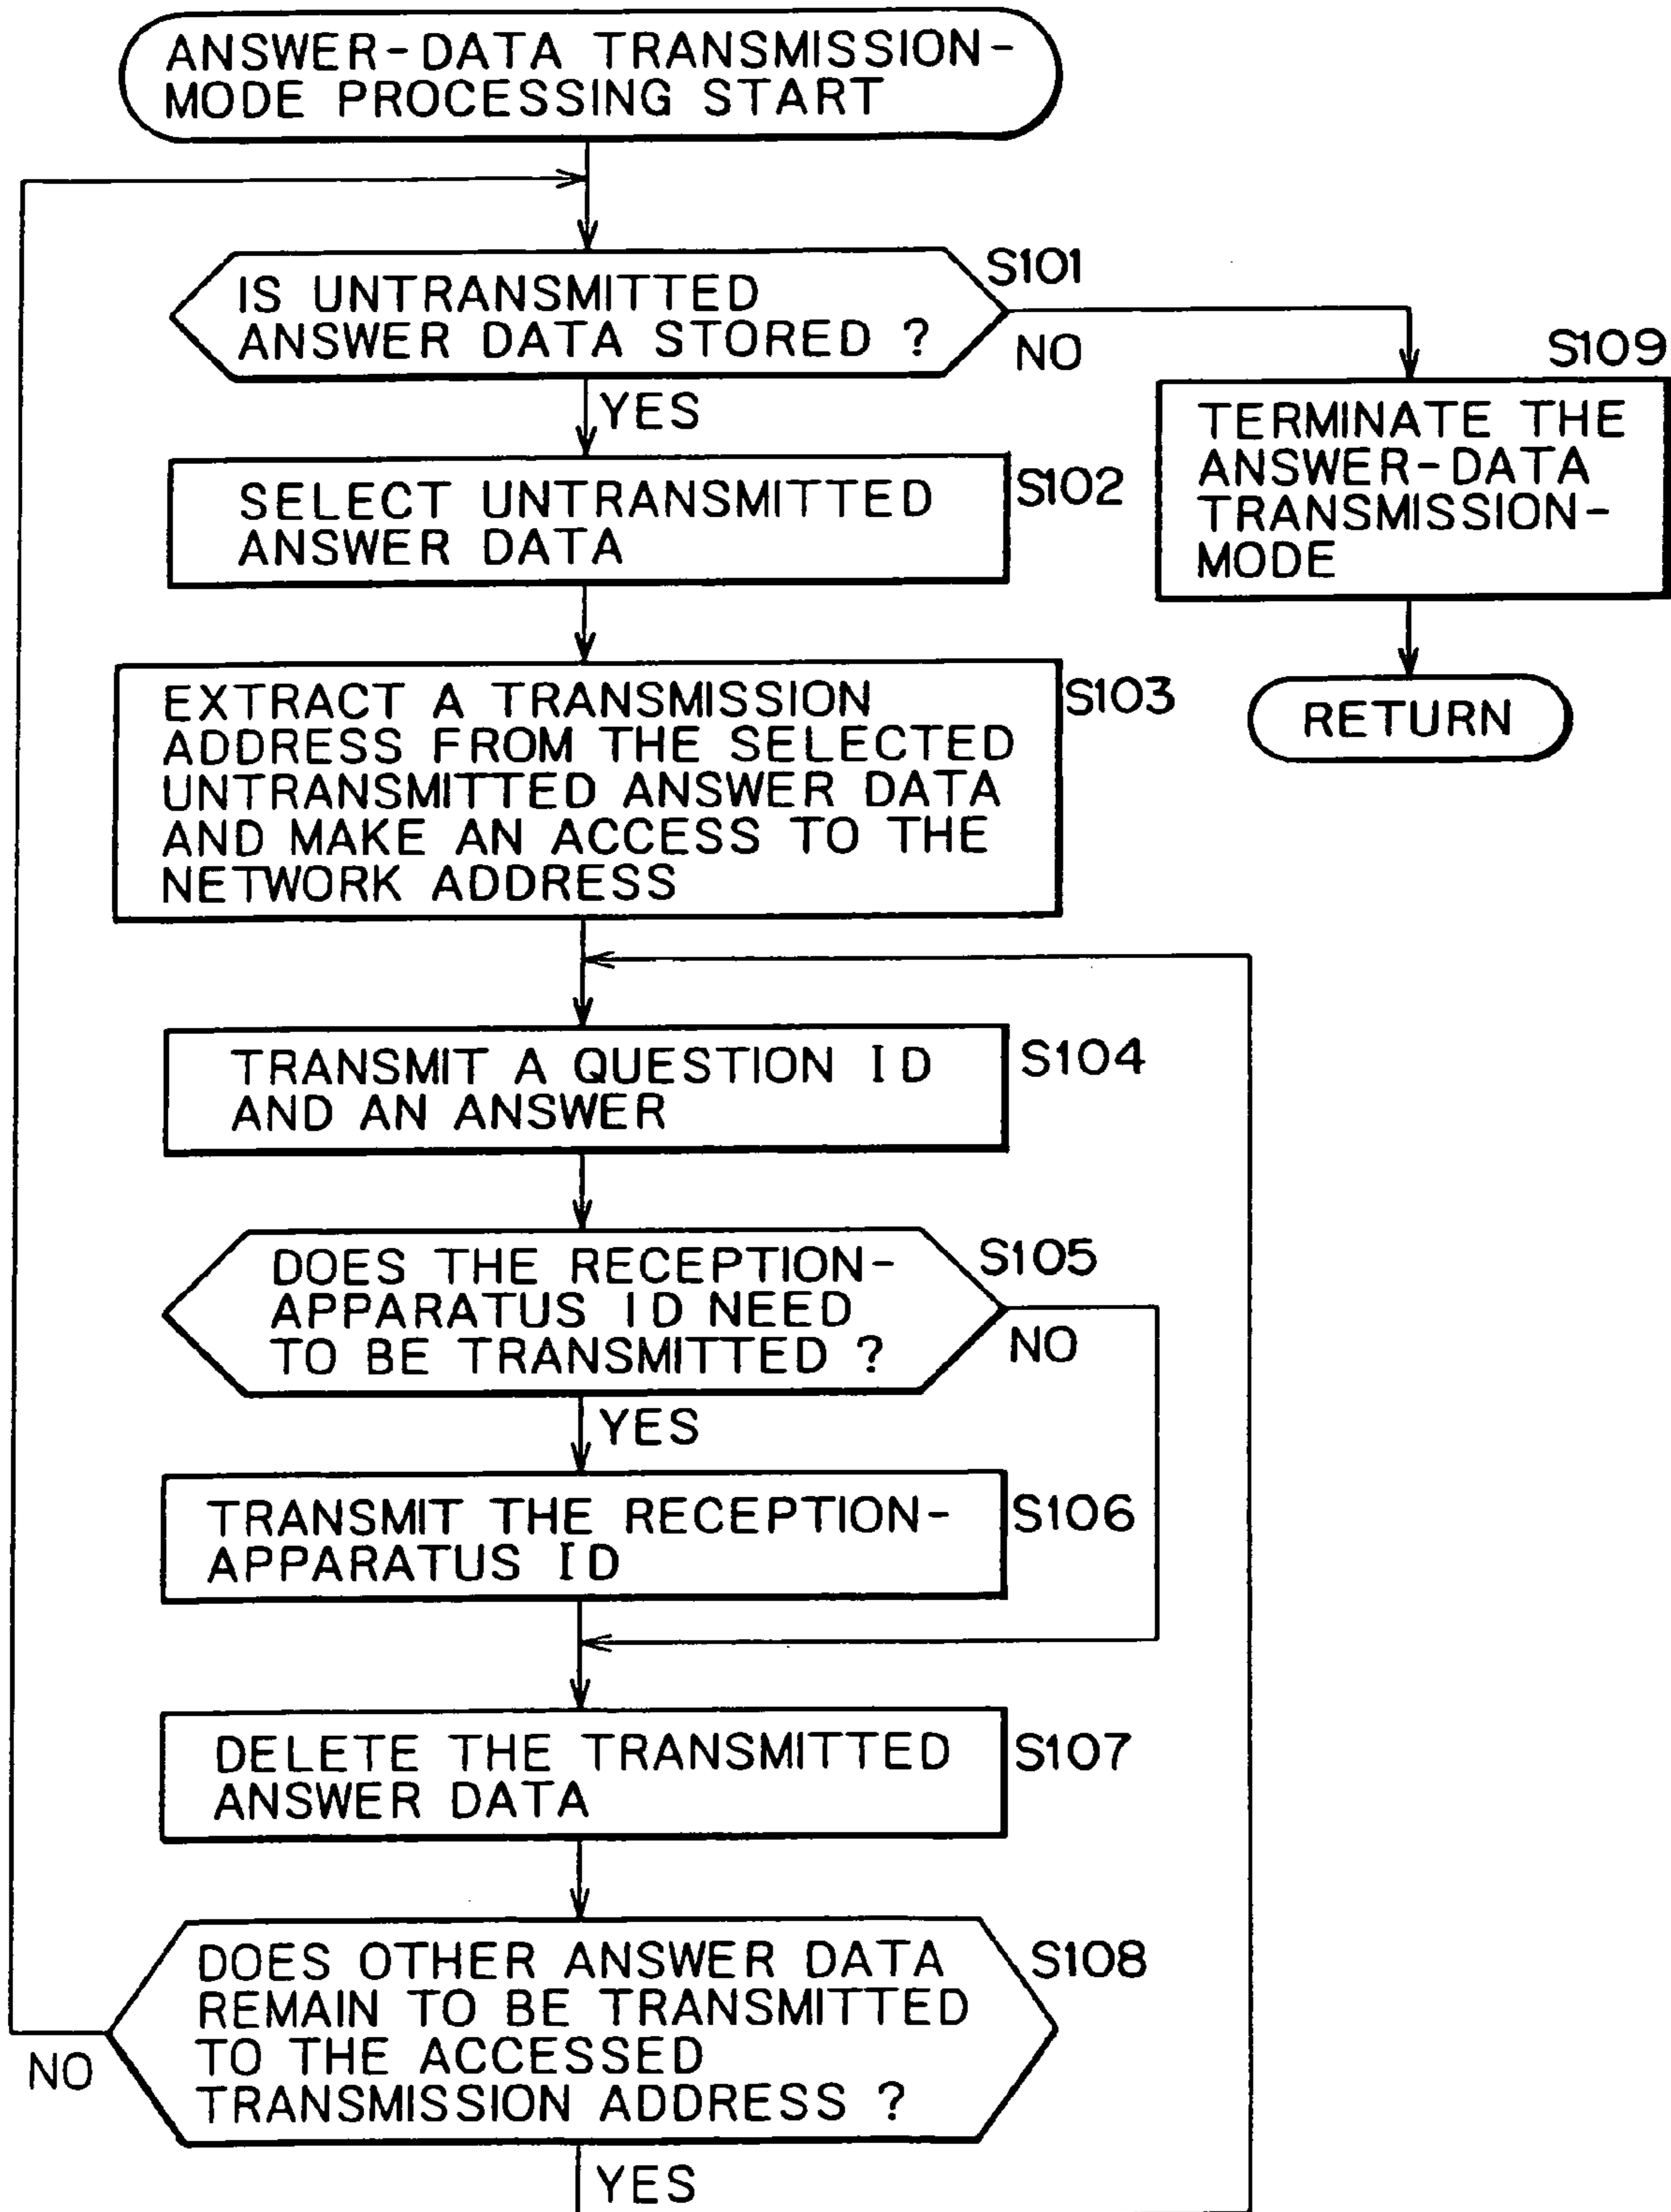 ANSWER-DATA TRANSMISSION-
MODE PROCESSING START
S101
IS UNTRANSMITTED
ANSWER DATA STORED ?
NO
YES
S109
TERMINATE THE
ANSWER-DATA
TRANSMISSION-
MODE
RETURN
S102
SELECT UNTRANSMITTED
ANSWER DATA
S103
EXTRACT A TRANSMISSION
ADDRESS FROM THE SELECTED
UNTRANSMITTED ANSWER DATA
AND MAKE AN ACCESS TO THE
NETWORK ADDRESS
S104
TRANSMIT A QUESTION ID
AND AN ANSWER
S105
DOES THE RECEPTION-
APPARATUS ID NEED
TO BE TRANSMITTED ?
NO
YES
S106
TRANSMIT THE RECEPTION-
APPARATUS ID
S107
DELETE THE TRANSMITTED
ANSWER DATA
S108
DOES OTHER ANSWER DATA
REMAIN TO BE TRANSMITTED
TO THE ACCESSED
TRANSMISSION ADDRESS ?
NO
YES